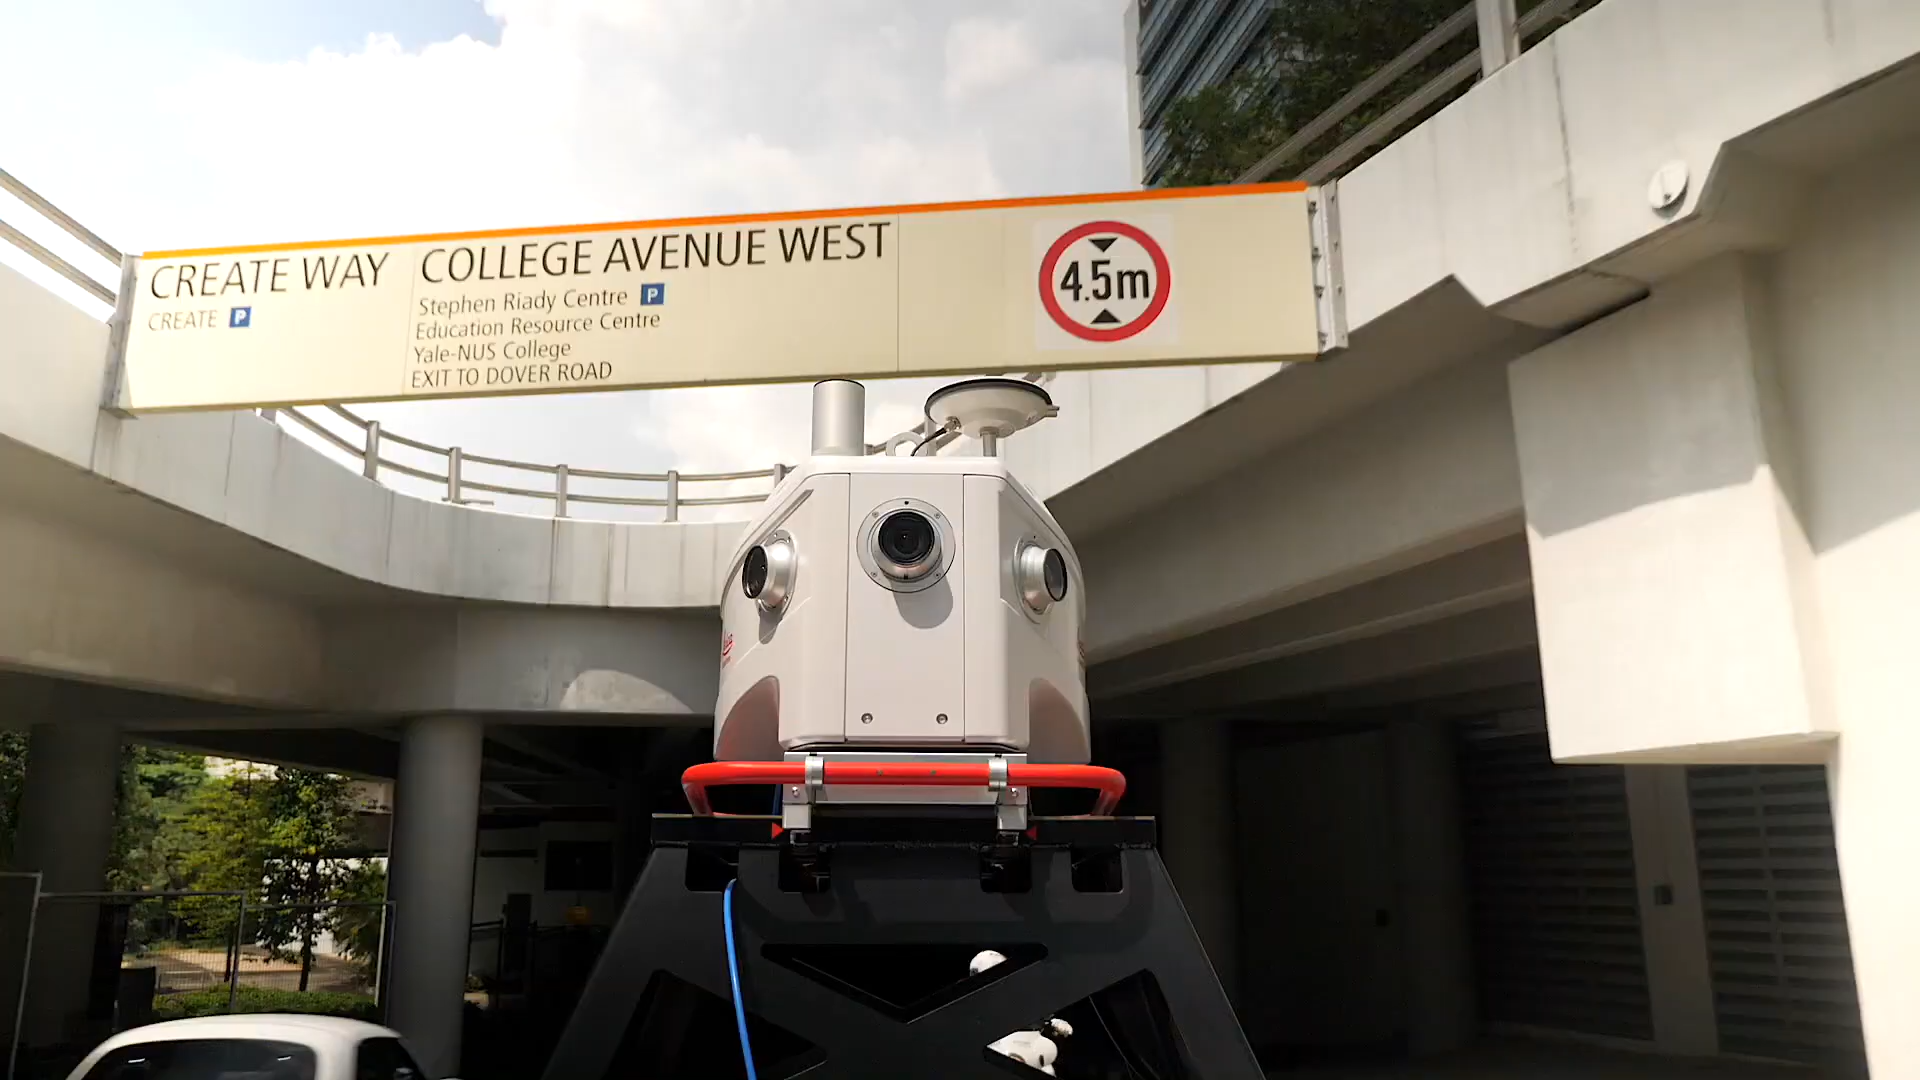 CREATE WAY
CREATE P
COLLEGE AVENUE WEST
Stephen Riady Centre P
Education Resource Centre
Yale-NUS College
EXIT TO DOVER ROAD
4.5m